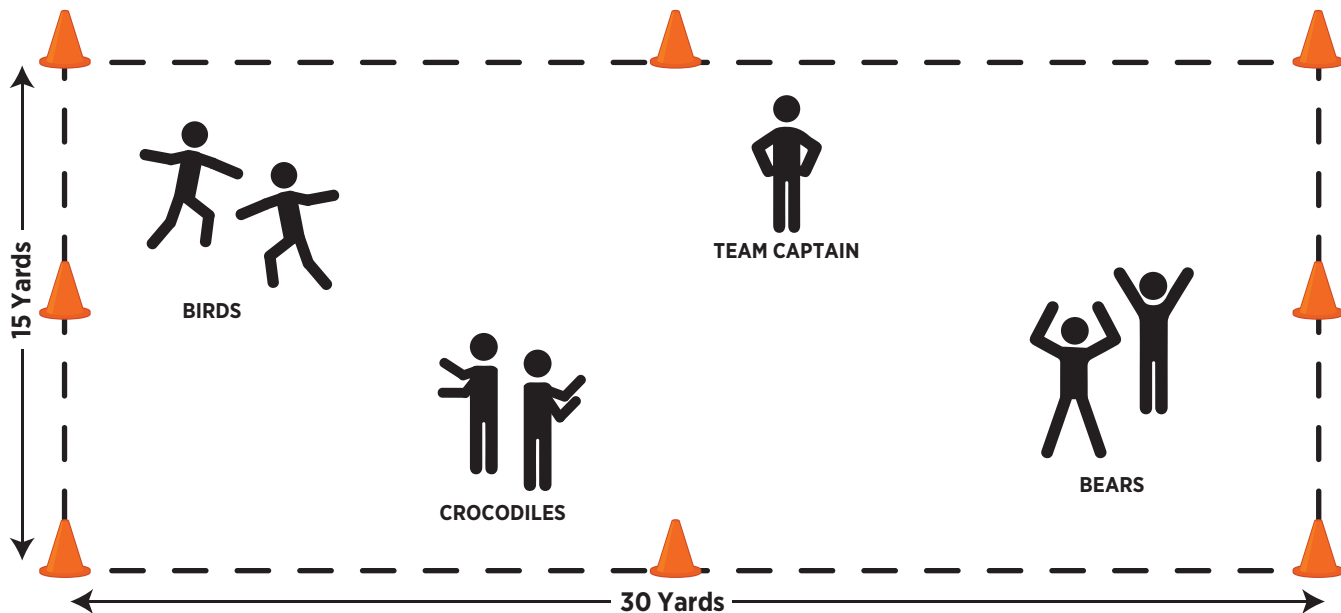 TEAM CAPTAIN
15 Yards
BIRDS
BEARS
CROCODILES
30 Yards